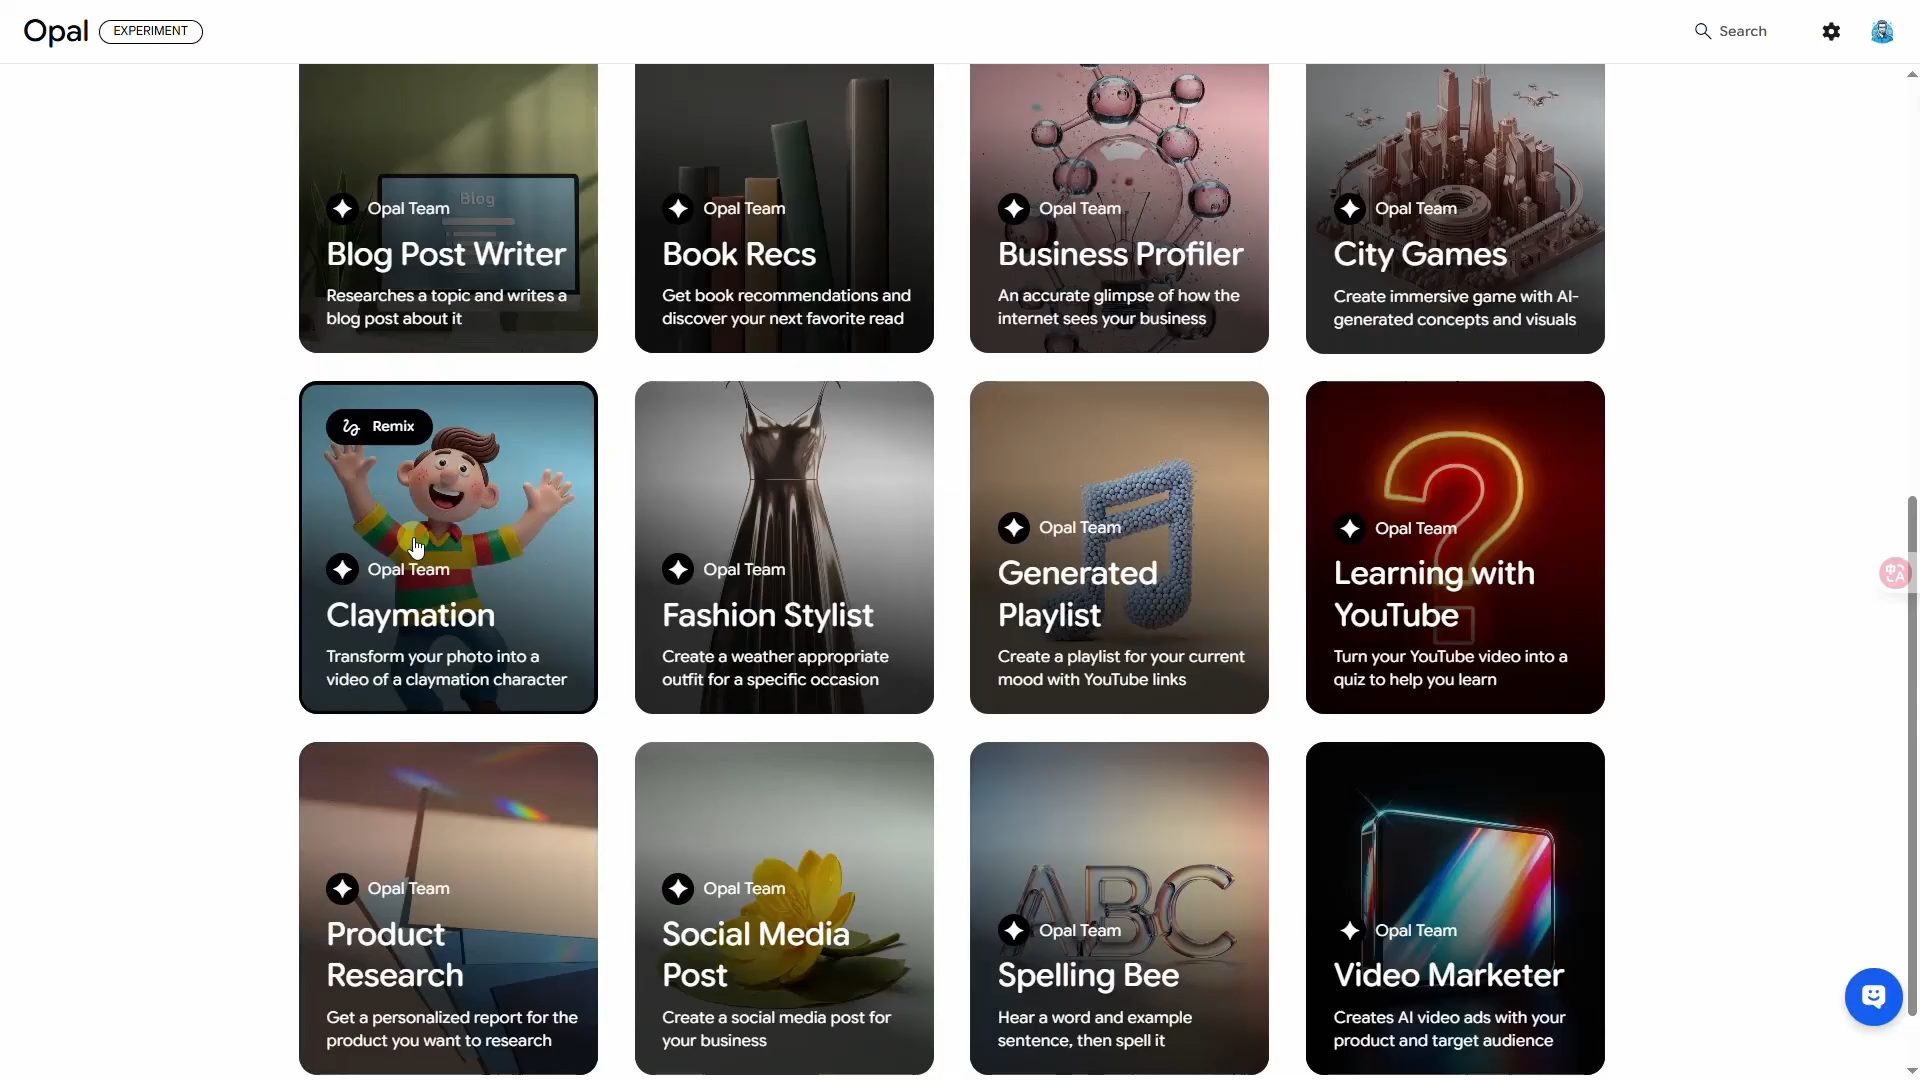 Opal EXPERIMENT
Search
Blog
Opal Team
Blog Post Writer
Researches a topic and writes a
blog post about it
Opal Team
Book Recs
Get book recommendations and
discover your next favorite read
Opal Team
Business Profiler
An accurate glimpse of how the
internet sees your business
Opal Team
City Games
Create immersive game with AI-
generated concepts and visuals
Remix
Opal Team
Claymation
Transform your photo into a
video of a claymation character
Opal Team
Fashion Stylist
Create a weather appropriate
outfit for a specific occasion
Opal Team
Generated
Playlist
Create a playlist for your current
mood with YouTube links
Opal Team
Learning with
YouTube
Turn your YouTube video into a
quiz to help you learn
中A
Opal Team
Product
Research
Get a personalized report for the
product you want to research
Opal Team
Social Media
Post
Create a social media post for
your business
ABC
Opal Team
Spelling Bee
Hear a word and example
sentence, then spell it
Opal Team
Video Marketer
Creates AI video ads with your
product and target audience